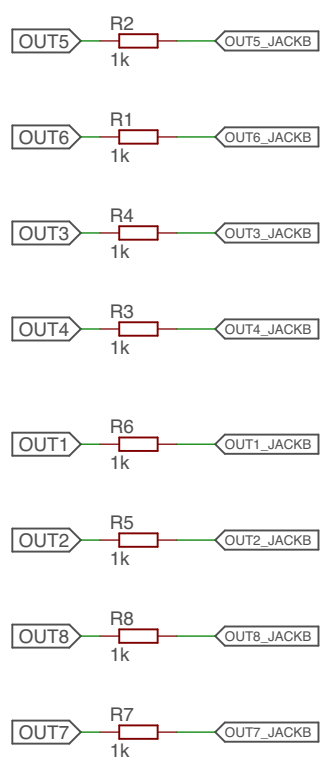 R2
OUT5 OUT5_JACKB
1k
R1
OUT6 OUT6_JACKB
1k
R4
OUT3 OUT3_JACKB
1k
R3
OUT4 OUT4_JACKB
1k
R6
OUT1 OUT1_JACKB
1k
R5
OUT2 OUT2_JACKB
1k
R8
OUT8 OUT8_JACKB
1k
R7
OUT7 OUT7_JACKB
1k